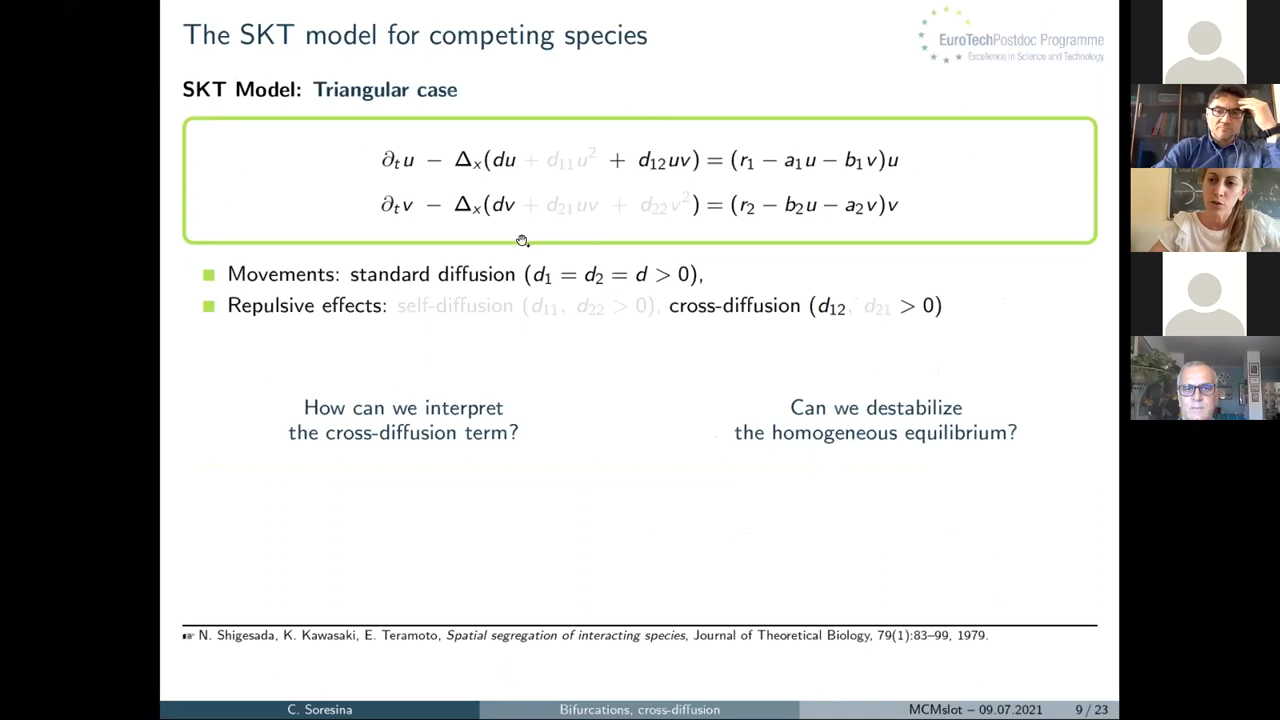 The SKT model for competing species
EuroTechPostdoc Programme
Excellence in Science and Technology
SKT Model: Triangular case
∂ₜu − Δₓ(du + d₁₁u² + d₁₂uv) = (r₁ − a₁u − b₁v)u
∂ₜv − Δₓ(dv + d₂₁uv + d₂₂v²) = (r₂ − b₂u − a₂v)v
Movements: standard diffusion (d₁ = d₂ = d > 0),
Repulsive effects: self-diffusion (d₁₁, d₂₂ > 0), cross-diffusion (d₁₂, d₂₁ > 0)
How can we interpret
the cross-diffusion term?
Can we destabilize
the homogeneous equilibrium?
☞ N. Shigesada, K. Kawasaki, E. Teramoto, Spatial segregation of interacting species, Journal of Theoretical Biology, 79(1):83–99, 1979.
C. Soresina
Bifurcations, cross-diffusion
MCMslot – 09.07.2021
9 / 23